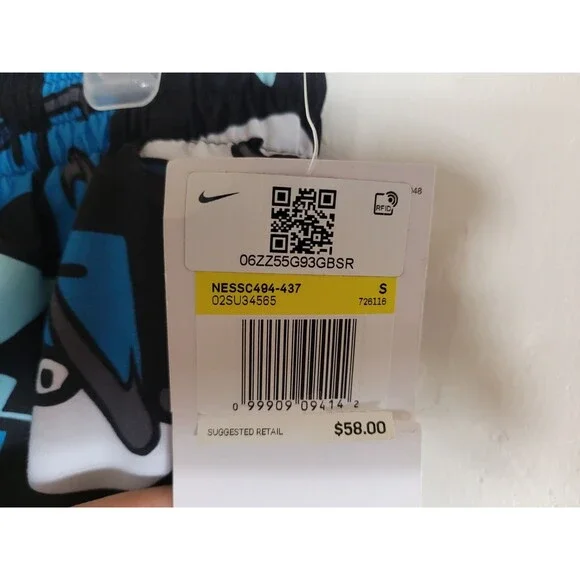 RFID
06ZZ55G93GBSR
NESSC494-437 S
02SU34565 726116
0 99909 09414 2
SUGGESTED RETAIL $58.00